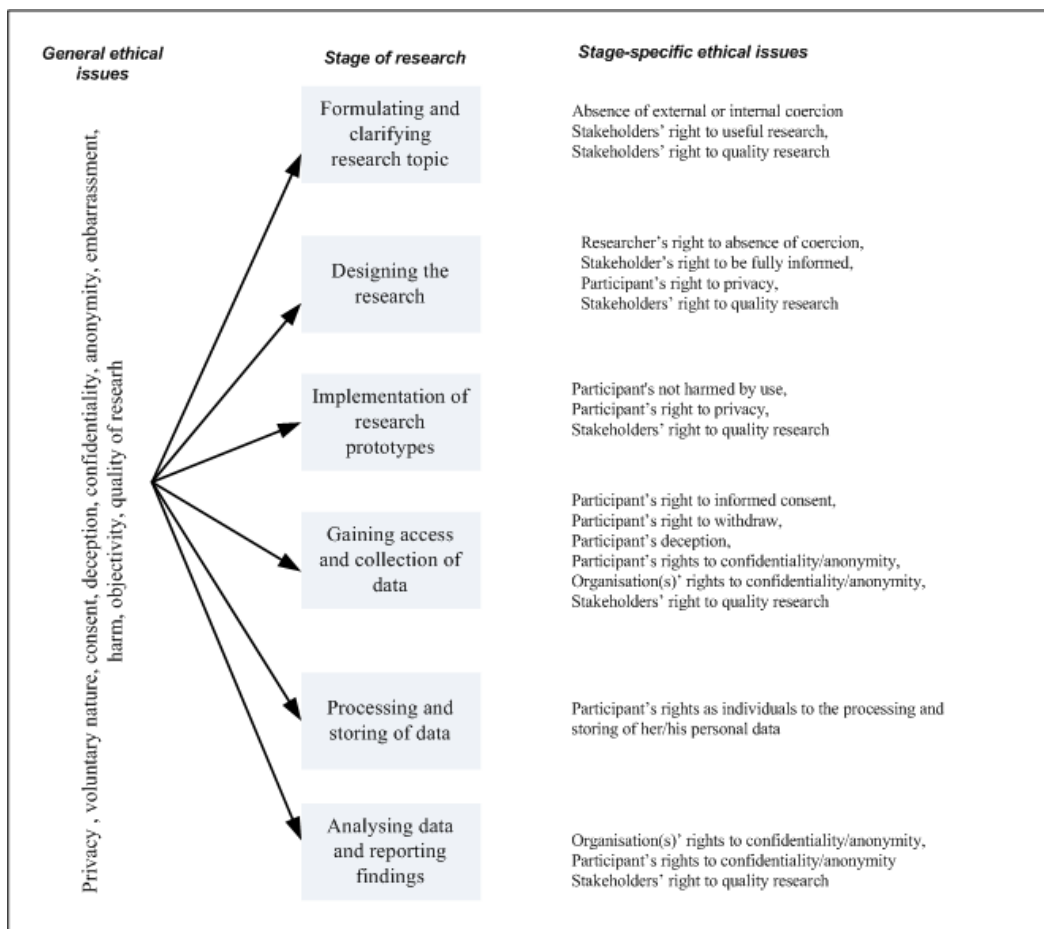 General ethical
issues
Stage of research
Stage-specific ethical issues
Privacy , voluntary nature, consent, deception, confidentiality, anonymity, embarrassment,
harm, objectivity, quality of researh
Formulating and
clarifying
research topic
Absence of external or internal coercion
Stakeholders' right to useful research,
Stakeholders' right to quality research
Designing the
research
Researcher's right to absence of coercion,
Stakeholder's right to be fully informed,
Participant's right to privacy,
Stakeholders' right to quality research
Implementation of
research
prototypes
Participant's not harmed by use,
Participant's right to privacy,
Stakeholders' right to quality research
Gaining access
and collection of
data
Participant's right to informed consent,
Participant's right to withdraw,
Participant's deception,
Participant's rights to confidentiality/anonymity,
Organisation(s)' rights to confidentiality/anonymity,
Stakeholders' right to quality research
Processing and
storing of data
Participant's rights as individuals to the processing and
storing of her/his personal data
Analysing data
and reporting
findings
Organisation(s)' rights to confidentiality/anonymity,
Participant's rights to confidentiality/anonymity
Stakeholders' right to quality research